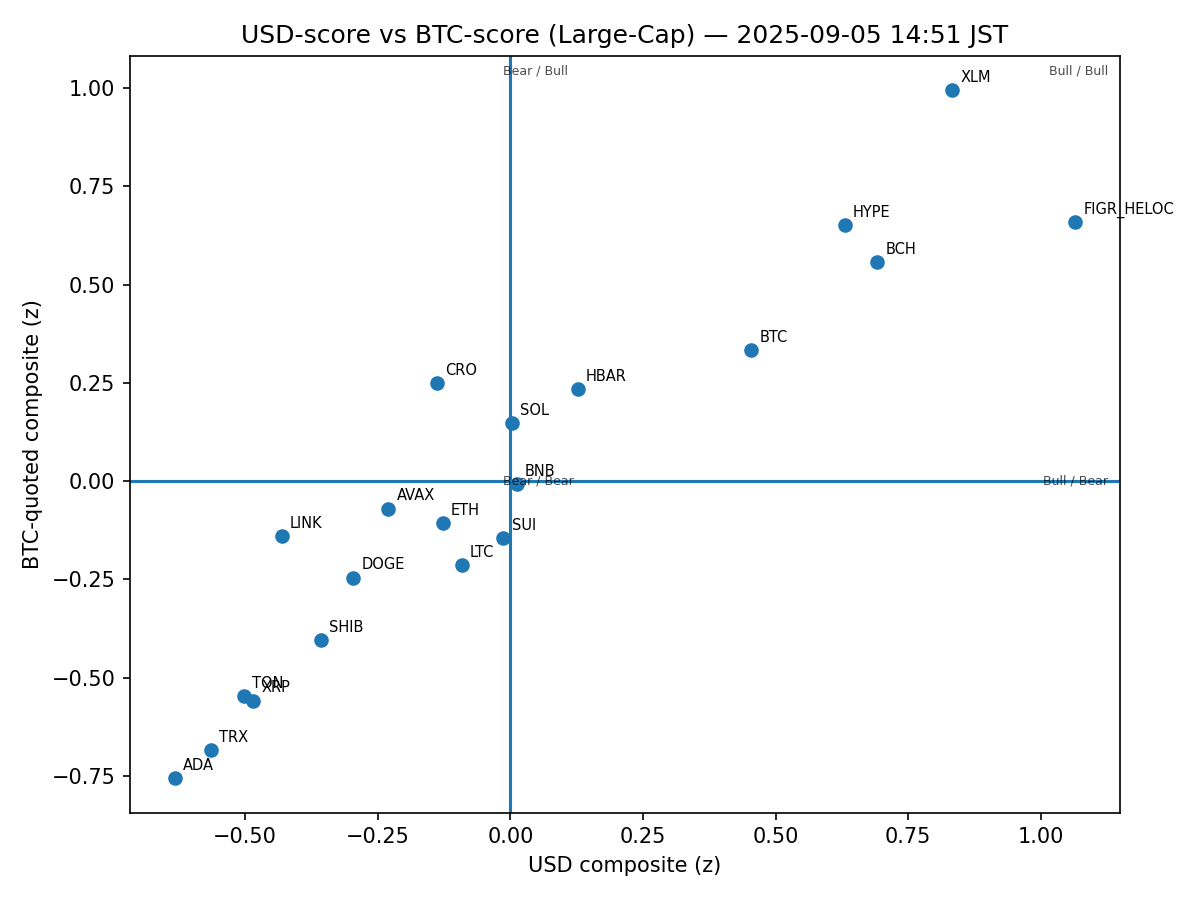 USD-score vs BTC-score (Large-Cap) — 2025-09-05 14:51 JST
Bear / Bull
Bull / Bull
XLM
FIGR_HELOC
HYPE
BCH
BTC
CRO
HBAR
SOL
BNB
Bear / Bear
Bull / Bear
AVAX
ETH
LINK
SUI
LTC
DOGE
SHIB
TON
XRP
TRX
ADA
1.00
0.75
0.50
0.25
0.00
−0.25
−0.50
−0.75
BTC-quoted composite (z)
−0.50
−0.25
0.00
0.25
0.50
0.75
1.00
USD composite (z)